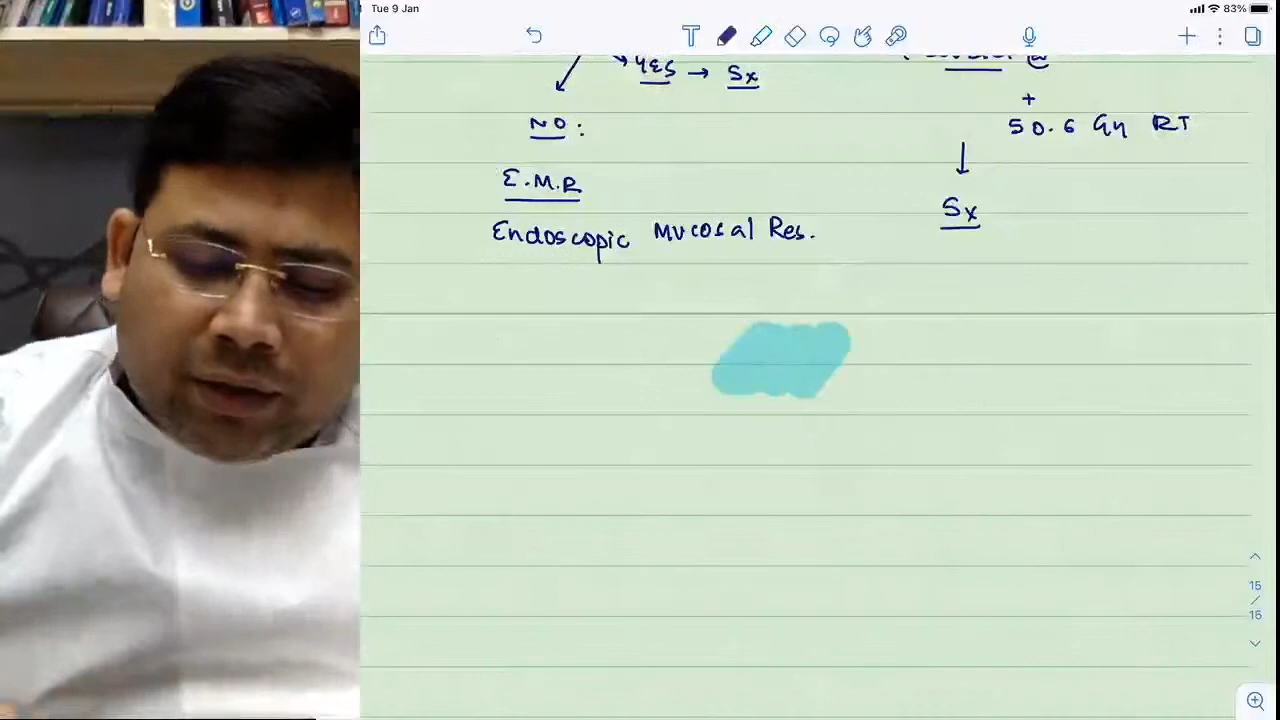 Tue 9 Jan
83%
YES → Sx
+
NO:
50.6 Gy RT
E.M.R
Sx
Endoscopic Mucosal Res.
15
/
15